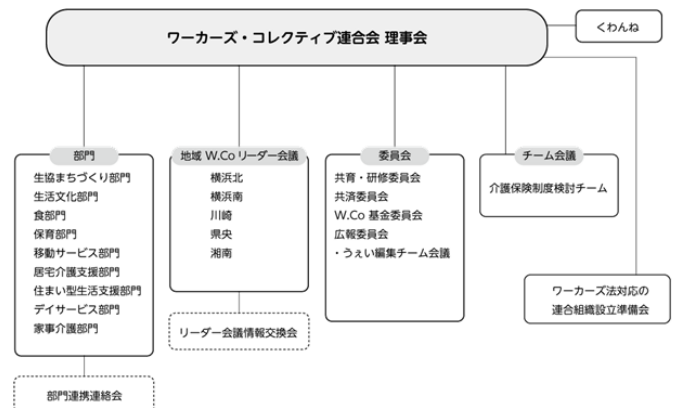 ワーカーズ・コレクティブ連合会 理事会
くわんね
部門
生協まちづくり部門
生活文化部門
食部門
保育部門
移動サービス部門
居宅介護支援部門
住まい型生活支援部門
デイサービス部門
家事介護部門
部門連携連絡会
地域 W.Co リーダー会議
横浜北
横浜南
川崎
県央
湘南
リーダー会議情報交換会
委員会
共育・研修委員会
共済委員会
W.Co 基金委員会
広報委員会
・うぇい編集チーム会議
チーム会議
介護保険制度検討チーム
ワーカーズ法対応の
連合組織設立準備会